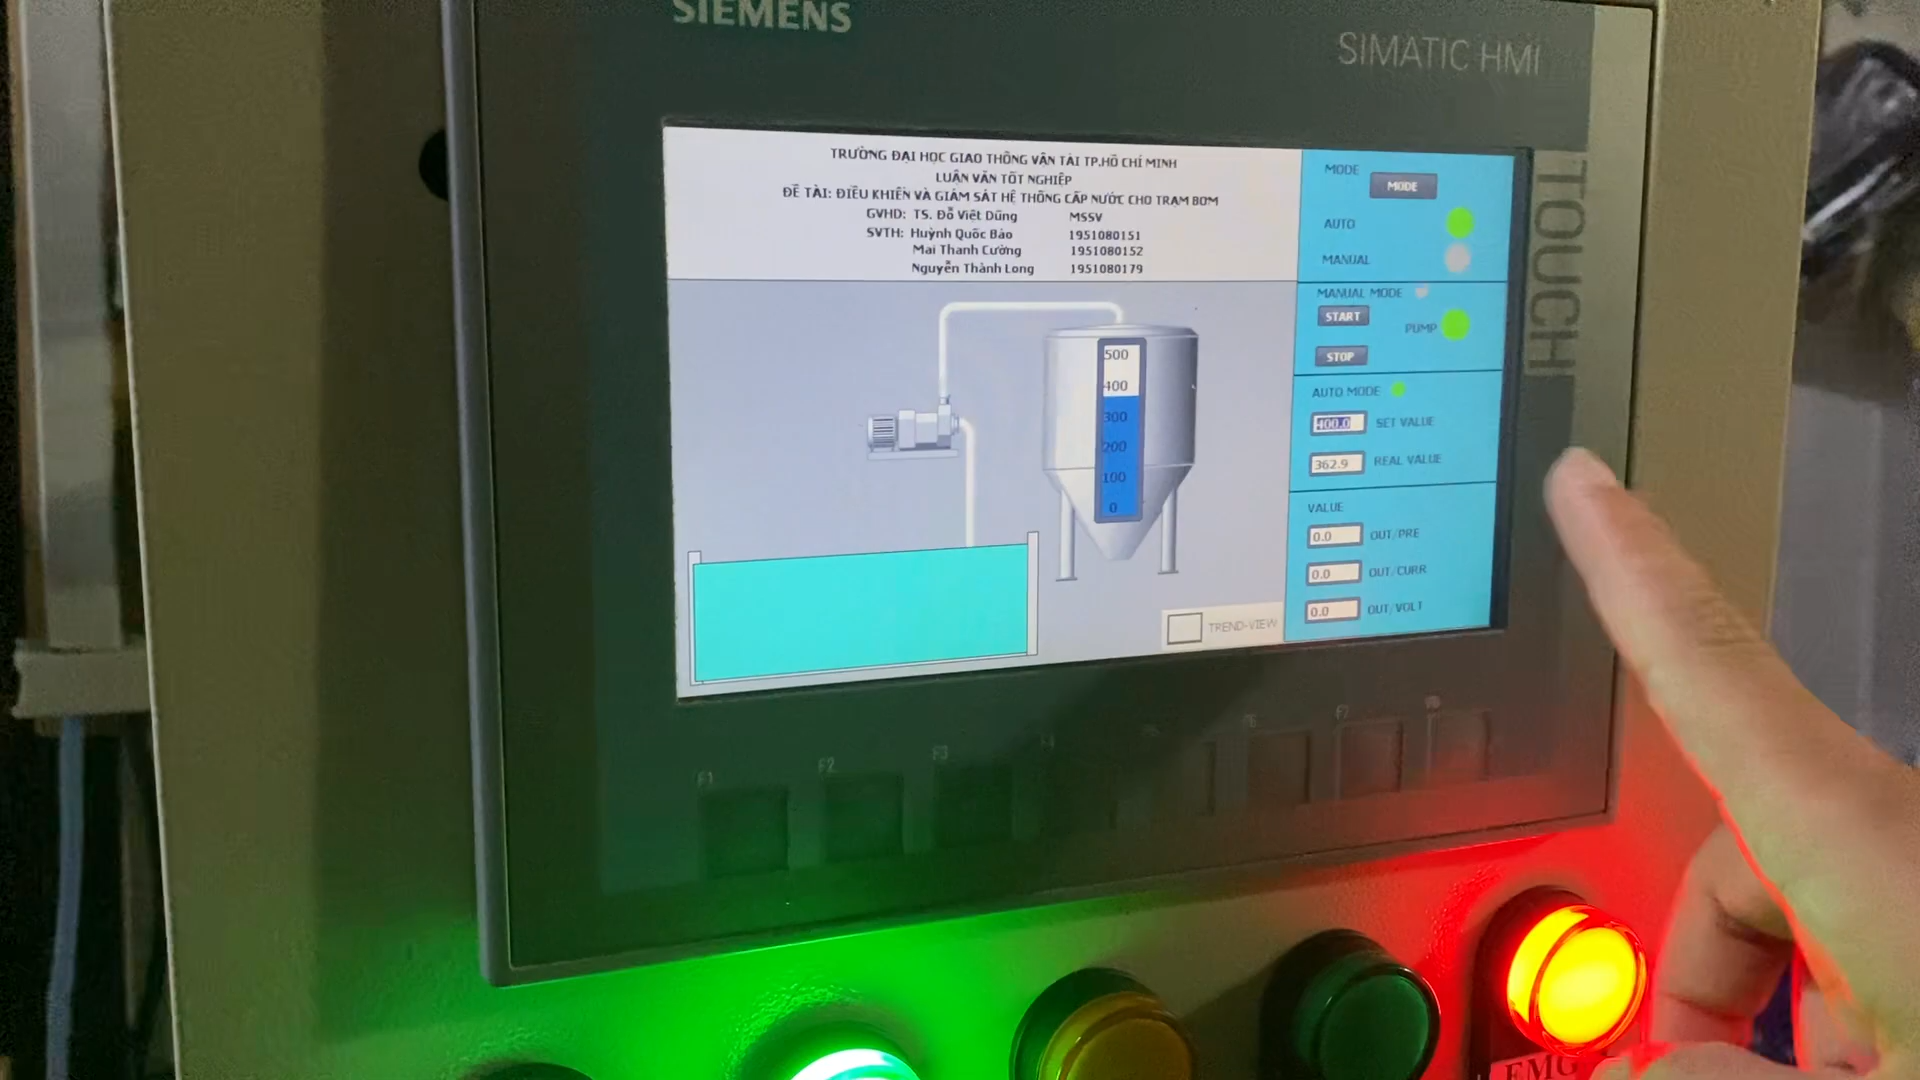 SIEMENS
SIMATIC HMI
TOUCH
TRƯỜNG ĐẠI HỌC GIAO THÔNG VẬN TẢI TP.HỒ CHÍ MINH
LUẬN VĂN TỐT NGHIỆP
ĐỀ TÀI: ĐIỀU KHIỂN VÀ GIÁM SÁT HỆ THỐNG CẤP NƯỚC CHO TRẠM BƠM
GVHD: TS. Đỗ Việt Dũng MSSV
SVTH: Huỳnh Quốc Bảo 1951080151
Mai Thanh Cường 1951080152
Nguyễn Thành Long 1951080179
MODE
MODE
AUTO
MANUAL
MANUAL MODE
START
PUMP
STOP
AUTO MODE
400.0 SET VALUE
362.9 REAL VALUE
VALUE
0.0 OUT/PRE
0.0 OUT/CURR
0.0 OUT/VOLT
500
400
300
200
100
0
TREND-VIEW
F1
F2
F3
F4
F6
F7
F8
EMG